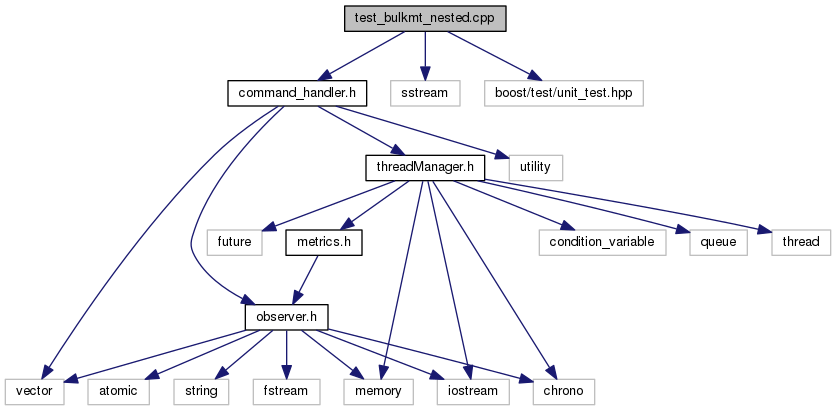 test_bulkmt_nested.cpp
command_handler.h
sstream
boost/test/unit_test.hpp
threadManager.h
utility
future
metrics.h
condition_variable
queue
thread
observer.h
vector
atomic
string
fstream
memory
iostream
chrono